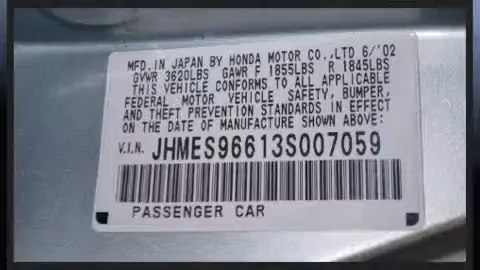 MFD.IN JAPAN BY HONDA MOTOR CO.,LTD 6/'02
GVWR 3620LBS GAWR F 1855LBS R 1845LBS
THIS VEHICLE CONFORMS TO ALL APPLICABLE
FEDERAL MOTOR VEHICLE SAFETY, BUMPER,
AND THEFT PREVENTION STANDARDS IN EFFECT
ON THE DATE OF MANUFACTURE SHOWN ABOVE:
V.I.N. JHMES96613S007059
PASSENGER CAR